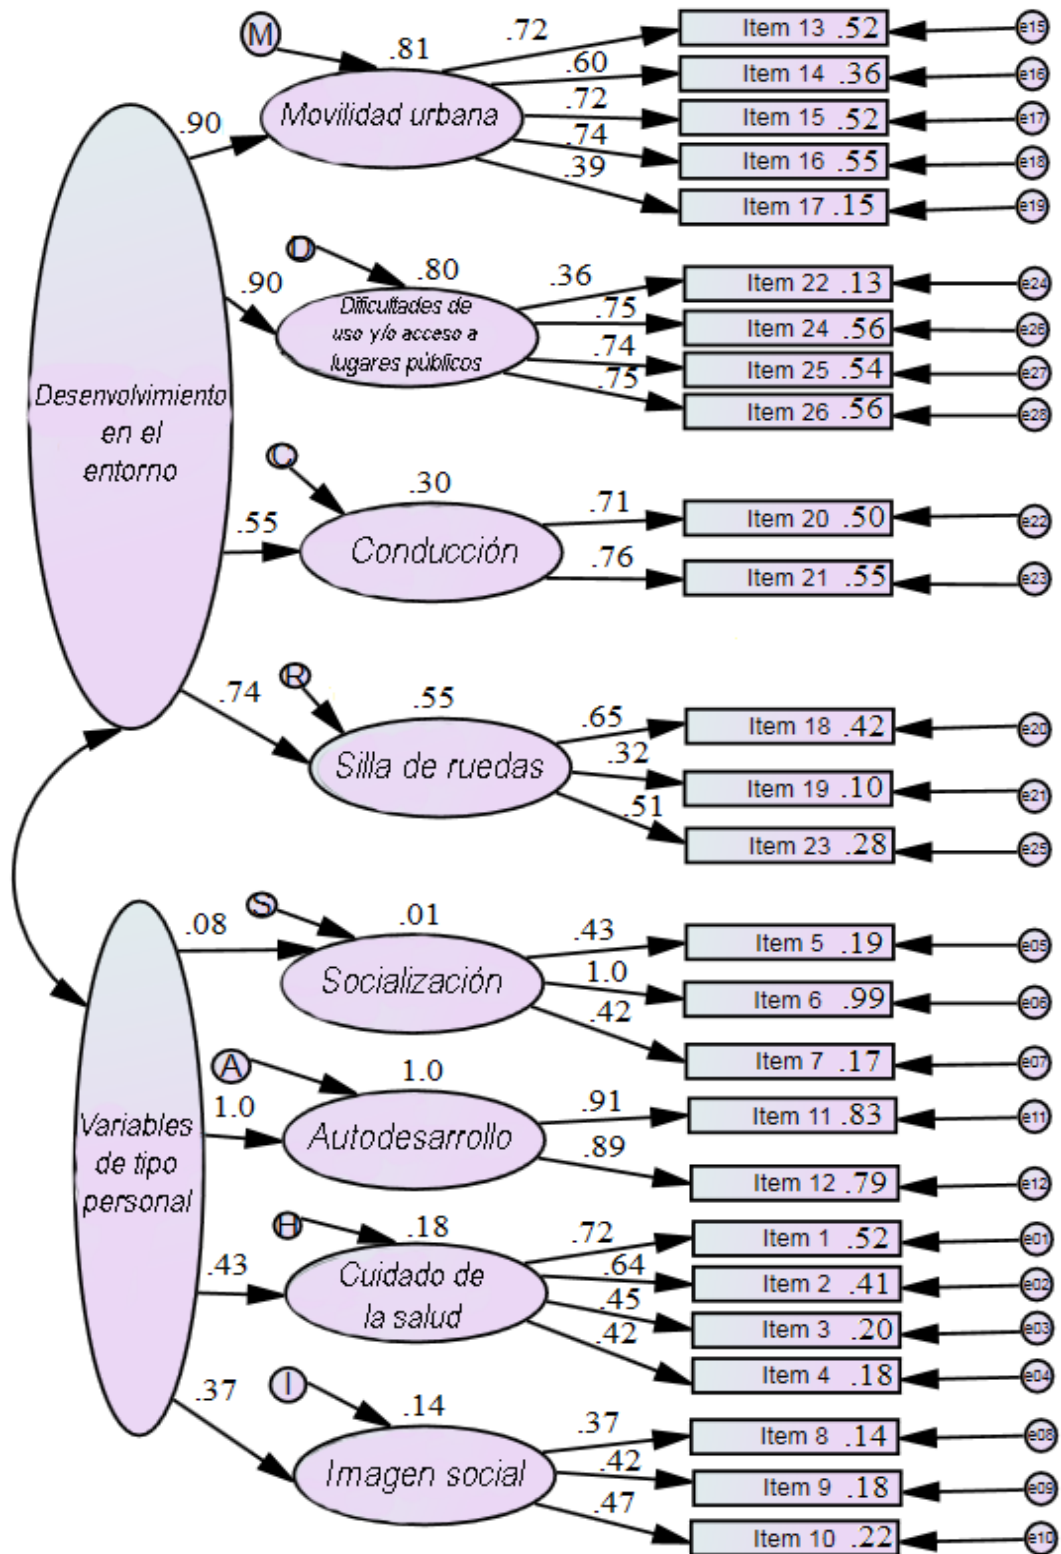 M
.81
.72
Item 13 .52
e15
.60
Item 14 .36
e16
.90
Movilidad urbana
.72
Item 15 .52
e17
.74
Item 16 .55
e18
.39
Item 17 .15
e19
D
.80
.36
Item 22 .13
e24
.90
Dificultades de
uso y/o acceso a
lugares públicos
.75
Item 24 .56
e26
.74
Item 25 .54
e27
.75
Item 26 .56
e28
Desenvolvimiento
en el
entorno
C
.30
.71
Item 20 .50
e22
.55
Conducción
.76
Item 21 .55
e23
R
.55
.74
.65
Item 18 .42
e20
Silla de ruedas
.32
Item 19 .10
e21
.51
Item 23 .28
e25
S
.01
.08
.43
Item 5 .19
e05
Socialización
1.0
Item 6 .99
e06
.42
Item 7 .17
e07
A
1.0
1.0
.91
Item 11 .83
e11
Autodesarrollo
.89
Item 12 .79
e12
Variables
de tipo
personal
H
.18
.72
Item 1 .52
e01
.43
Cuidado de
la salud
.64
Item 2 .41
e02
.45
Item 3 .20
e03
.42
Item 4 .18
e04
I
.14
.37
.37
Item 8 .14
e08
Imagen social
.42
Item 9 .18
e09
.47
Item 10 .22
e10